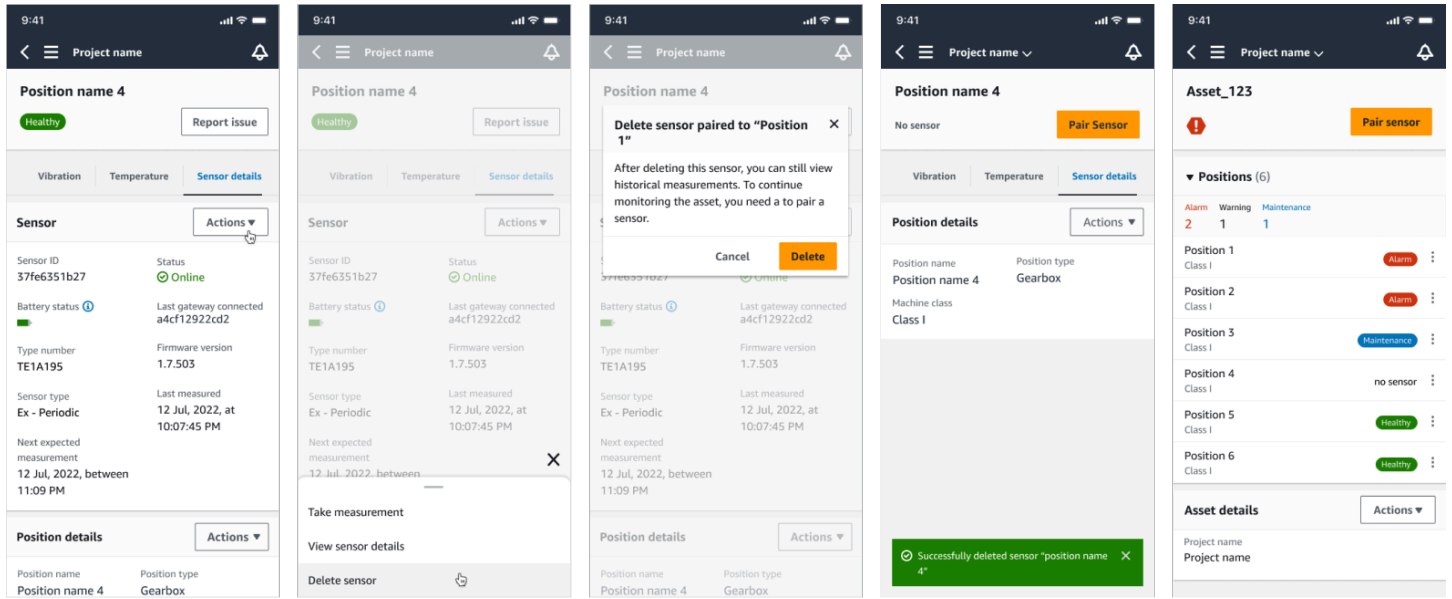 9:41
Project name
Position name 4
Healthy
Report issue
Vibration Temperature Sensor details
Sensor
Actions ▼
Sensor ID
37fe6351b27
Status
Online
Battery status
Last gateway connected
a4cf12922cd2
Type number
TE1A195
Firmware version
1.7.503
Sensor type
Ex - Periodic
Last measured
12 Jul, 2022, at
10:07:45 PM
Next expected
measurement
12 Jul, 2022, between
11:09 PM
Position details
Actions ▼
Position name
Position name 4
Position type
Gearbox
9:41
Project name
Position name 4
Healthy
Report issue
Vibration Temperature Sensor details
Sensor
Actions ▼
Sensor ID
37fe6351b27
Status
Online
Battery status
Last gateway connected
a4cf12922cd2
Type number
TE1A195
Firmware version
1.7.503
Sensor type
Ex - Periodic
Last measured
12 Jul, 2022, at
10:07:45 PM
Next expected
measurement
12 Jul, 2022, between
Take measurement
View sensor details
Delete sensor
9:41
Project name
Position name 4
Delete sensor paired to “Position
1”
After deleting this sensor, you can still view
historical measurements. To continue
monitoring the asset, you need a to pair a
sensor.
Cancel
Delete
37fe6351b27
Online
Battery status
Last gateway connected
a4cf12922cd2
Type number
TE1A195
Firmware version
1.7.503
Sensor type
Ex - Periodic
Last measured
12 Jul, 2022, at
10:07:45 PM
Next expected
measurement
12 Jul, 2022, between
11:09 PM
Position details
Actions ▼
Position name
Position name 4
Position type
Gearbox
9:41
Project name
Position name 4
No sensor
Pair Sensor
Vibration Temperature Sensor details
Position details
Actions ▼
Position name
Position name 4
Position type
Gearbox
Machine class
Class I
Successfully deleted sensor “position name
4”
9:41
Project name
Asset_123
Pair sensor
▼ Positions (6)
Alarm Warning Maintenance
2 1 1
Position 1
Class I
Alarm
Position 2
Class I
Alarm
Position 3
Class I
Maintenance
Position 4
Class I
no sensor
Position 5
Class I
Healthy
Position 6
Class I
Healthy
Asset details
Actions ▼
Project name
Project name